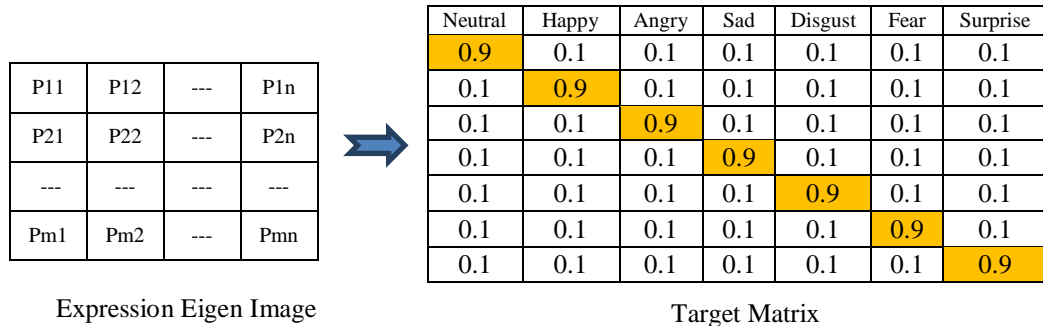 P11 P12 --- P1n
P21 P22 --- P2n
--- --- --- ---
Pm1 Pm2 --- Pmn
Expression Eigen Image
Neutral Happy Angry Sad Disgust Fear Surprise
0.9 0.1 0.1 0.1 0.1 0.1 0.1
0.1 0.9 0.1 0.1 0.1 0.1 0.1
0.1 0.1 0.9 0.1 0.1 0.1 0.1
0.1 0.1 0.1 0.9 0.1 0.1 0.1
0.1 0.1 0.1 0.1 0.9 0.1 0.1
0.1 0.1 0.1 0.1 0.1 0.9 0.1
0.1 0.1 0.1 0.1 0.1 0.1 0.9
Target Matrix